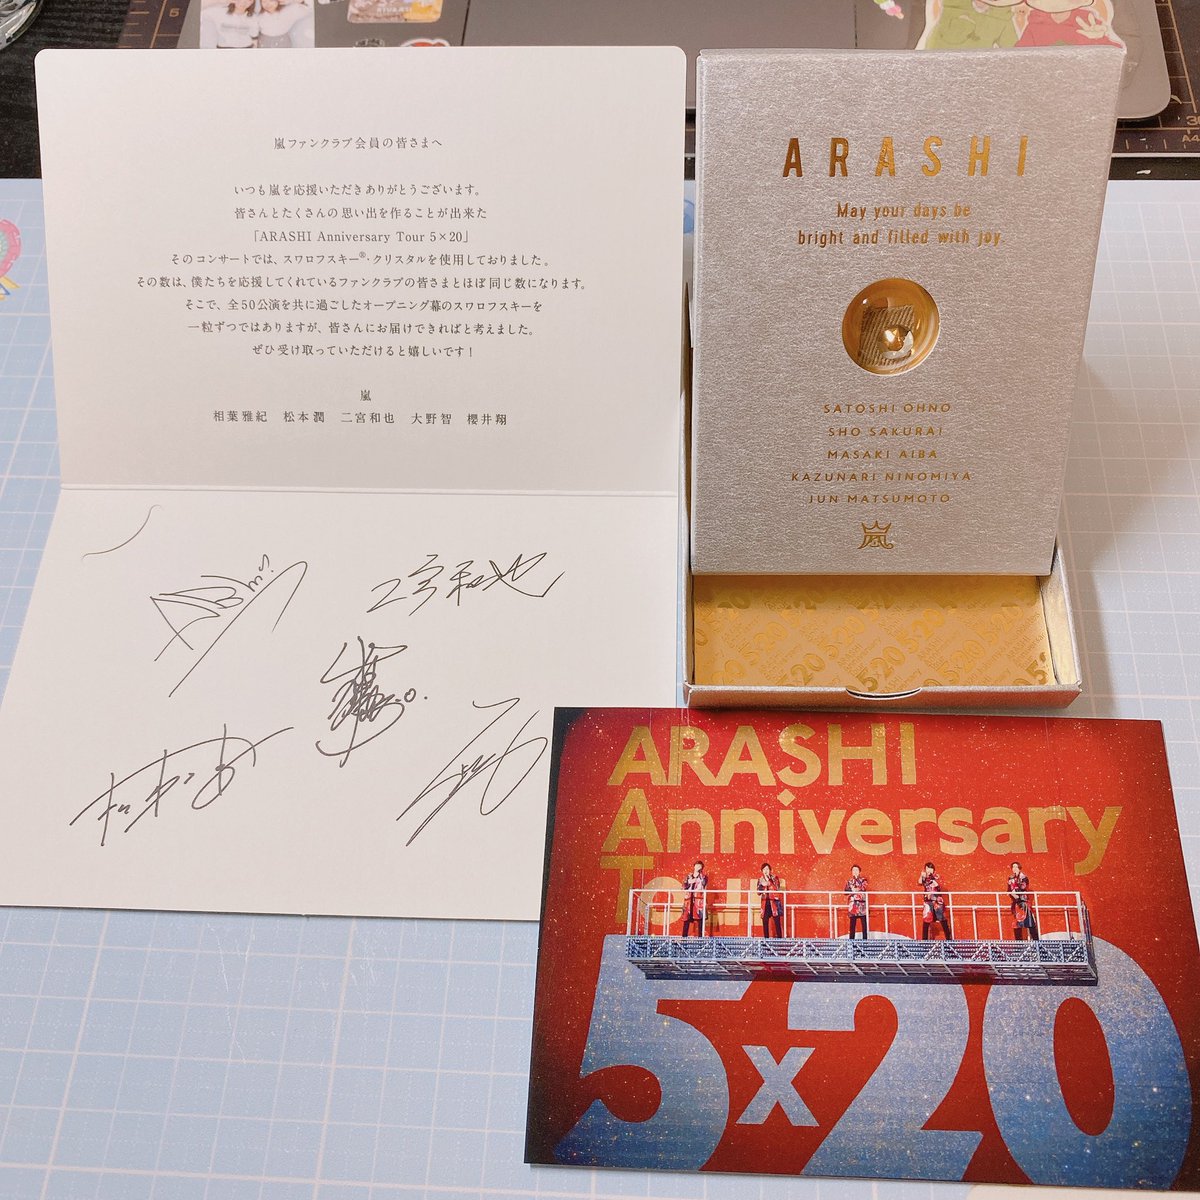 嵐ファンクラブ会員の皆さまへ
いつも嵐を応援いただきありがとうございます。
皆さんとたくさんの思い出を作ることが出来た
「ARASHI Anniversary Tour 5×20」
そのコンサートでは、スワロフスキー®・クリスタルを使用しておりました。
その数は、僕たちを応援してくれているファンクラブの皆さまとほぼ同じ数になります。
そこで、全50公演を共に過ごしたオープニング幕のスワロフスキーを
一粒ずつではありますが、皆さんにお届けできればと考えました。
ぜひ受け取っていただけると嬉しいです！
嵐
相葉雅紀 松本潤 二宮和也 大野智 櫻井翔
二宮和也
ARASHI
May your days be
bright and filled with joy
SATOSHI OHNO
SHO SAKURAI
MASAKI AIBA
KAZUNARI NINOMIYA
JUN MATSUMOTO
嵐
5×20 5×20 5×20
ARASHI
Anniversary
Tour
5x20